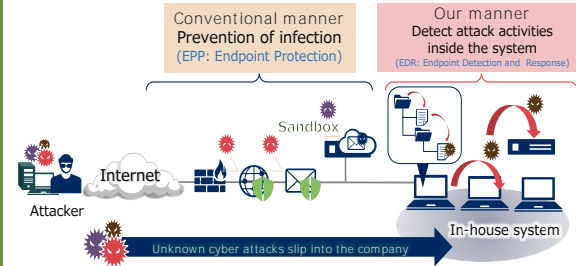 Conventional manner
Prevention of infection
(EPP: Endpoint Protection)
Our manner
Detect attack activities
inside the system
(EDR: Endpoint Detection and Response)
Sandbox
Internet
Attacker
In-house system
Unknown cyber attacks slip into the company